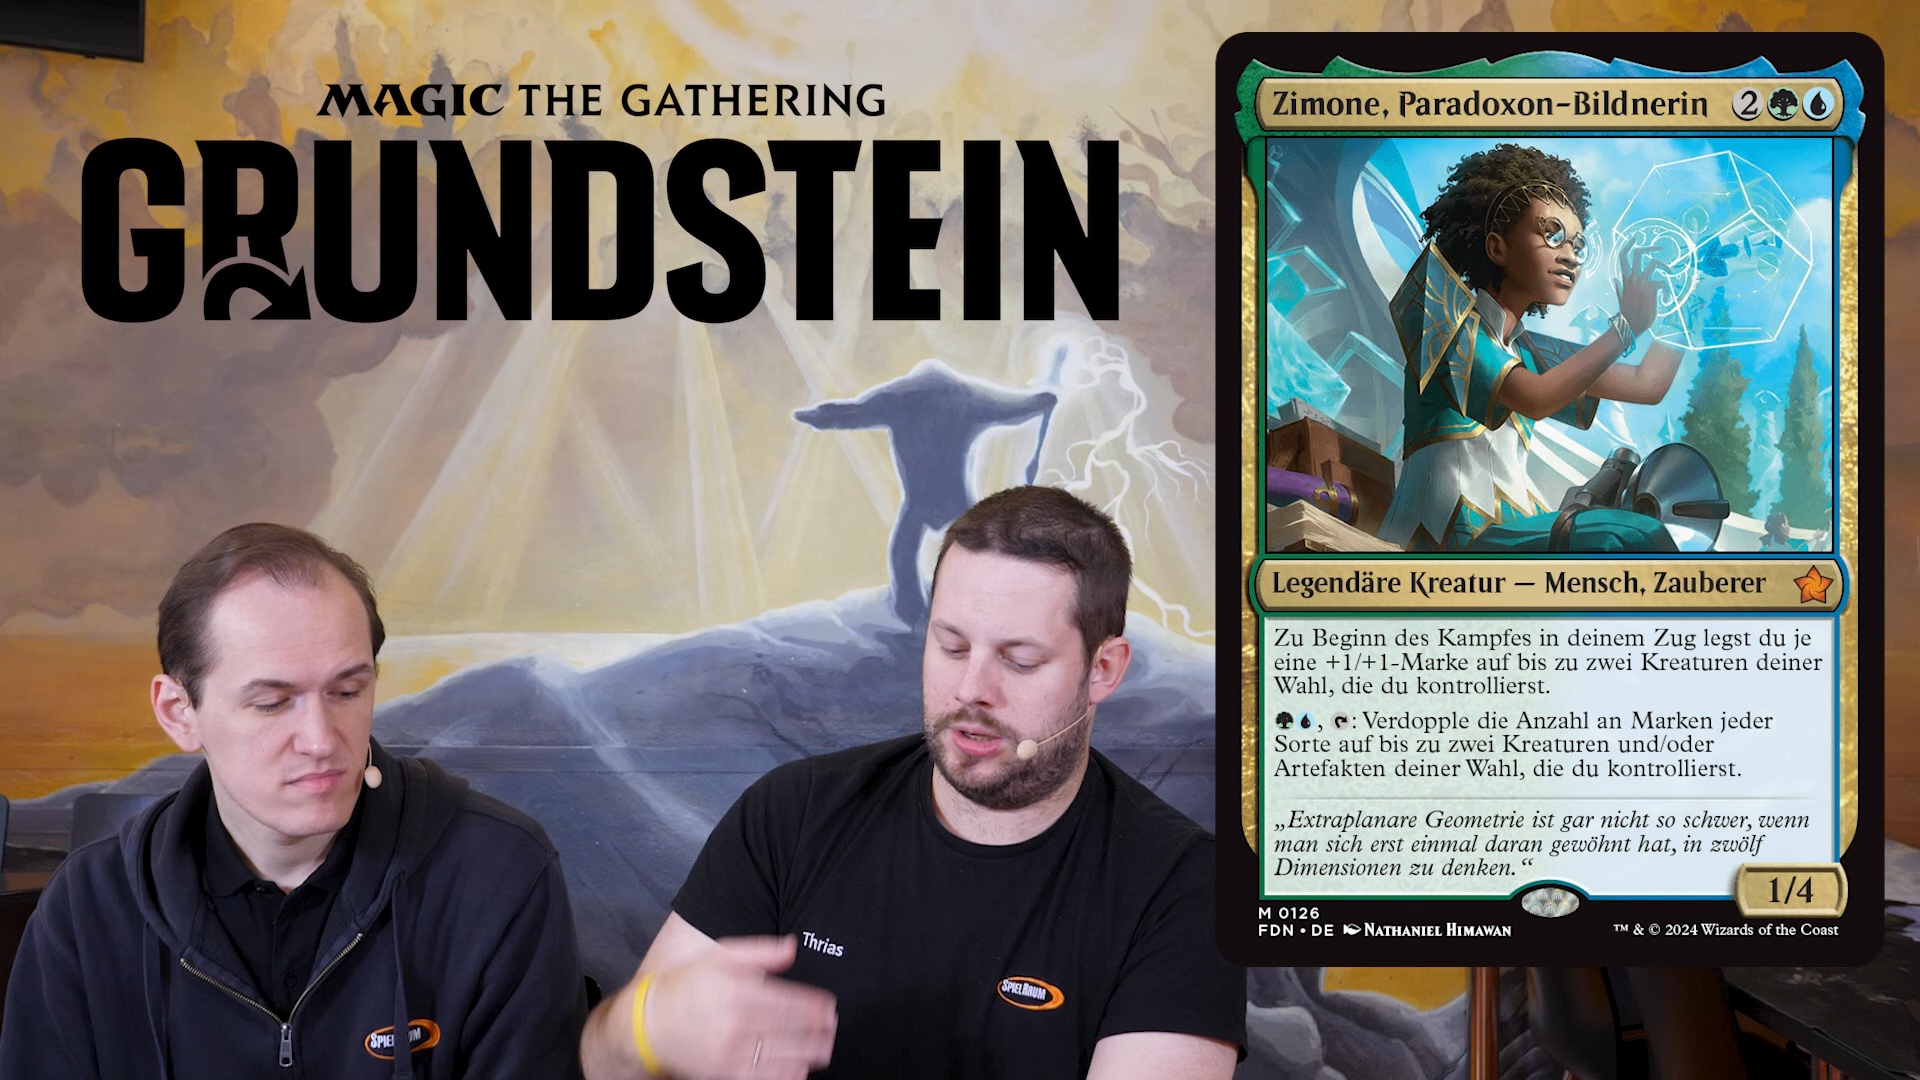 MAGIC THE GATHERING
GRUNDSTEIN
Zimone, Paradoxon-Bildnerin 2
Legendäre Kreatur — Mensch, Zauberer
Zu Beginn des Kampfes in deinem Zug legst du je
eine +1/+1-Marke auf bis zu zwei Kreaturen deiner
Wahl, die du kontrollierst.
, : Verdopple die Anzahl an Marken jeder
Sorte auf bis zu zwei Kreaturen und/oder
Artefakten deiner Wahl, die du kontrollierst.
„Extraplanare Geometrie ist gar nicht so schwer, wenn
man sich erst einmal daran gewöhnt hat, in zwölf
Dimensionen zu denken.“
1/4
M 0126
FDN • DE NATHANIEL HIMAWAN
™ & © 2024 Wizards of the Coast
Thrias
SPIELRAUM